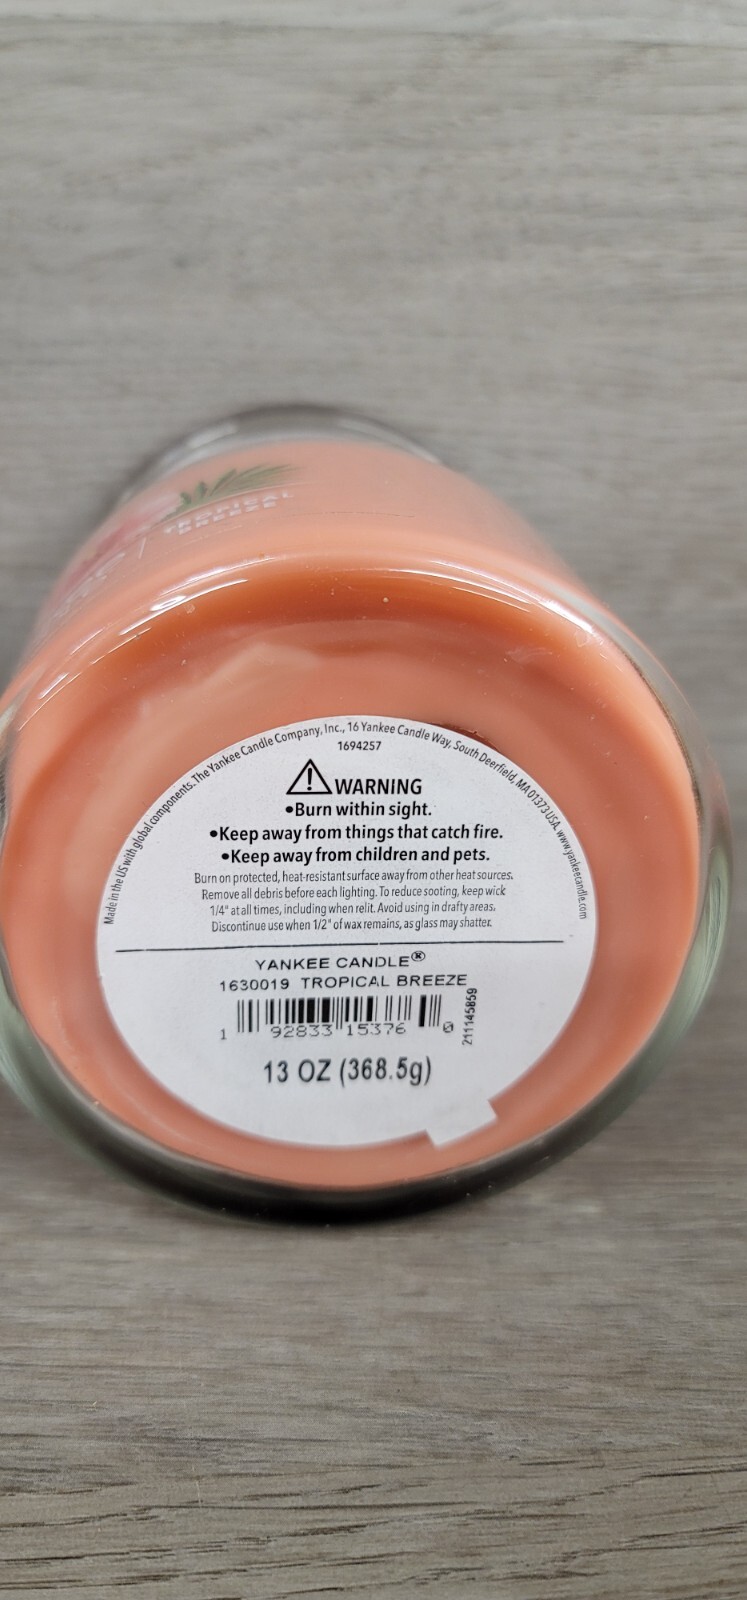 TROPICAL
BREEZE
Made in the US with global components. The Yankee Candle Company, Inc., 16 Yankee Candle Way, South Deerfield, MA 01373 USA. www.yankeecandle.com
1694257
WARNING
•Burn within sight.
•Keep away from things that catch fire.
•Keep away from children and pets.
Burn on protected, heat-resistant surface away from other heat sources.
Remove all debris before each lighting. To reduce sooting, keep wick
1/4" at all times, including when relit. Avoid using in drafty areas.
Discontinue use when 1/2" of wax remains, as glass may shatter.
YANKEE CANDLE®
1630019 TROPICAL BREEZE
1 92833 15376 0
211145859
13 OZ (368.5g)